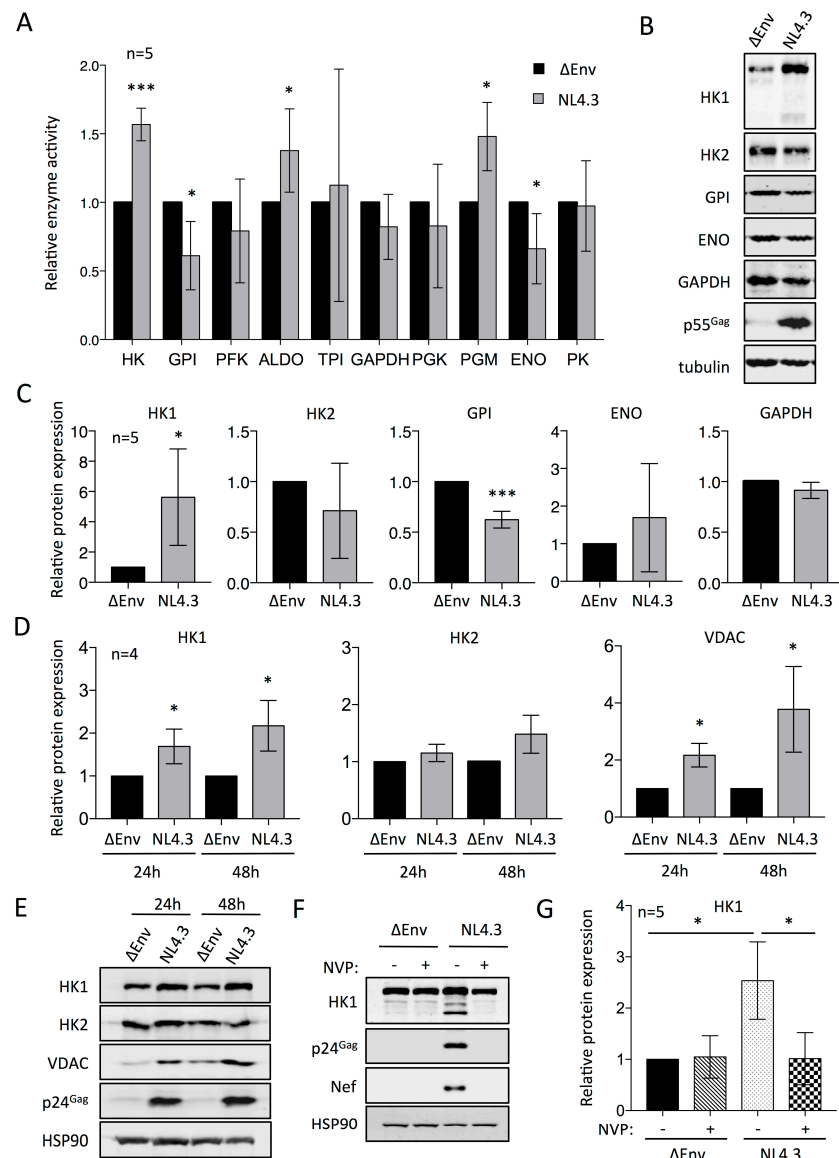 A
n=5
ΔEnv
NL4.3
Relative enzyme activity
2.0
1.5
1.0
0.5
0.0
***
*
*
*
*
HK GPI PFK ALDO TPI GAPDH PGK PGM ENO PK
B
ΔEnv NL4.3
HK1
HK2
GPI
ENO
GAPDH
p55Gag
tubulin
C
Relative protein expression
HK1
n=5
*
10
8
6
4
2
0
ΔEnv NL4.3
HK2
1.5
1.0
0.5
0.0
ΔEnv NL4.3
GPI
***
1.5
1.0
0.5
0.0
ΔEnv NL4.3
ENO
4
3
2
1
0
ΔEnv NL4.3
GAPDH
1.5
1.0
0.5
0.0
ΔEnv NL4.3
D
Relative protein expression
HK1
n=4
*
*
4
3
2
1
0
ΔEnv NL4.3 ΔEnv NL4.3
24h 48h
HK2
3
2
1
0
ΔEnv NL4.3 ΔEnv NL4.3
24h 48h
VDAC
*
*
6
4
2
0
ΔEnv NL4.3 ΔEnv NL4.3
24h 48h
E
24h 48h
ΔEnv NL4.3 ΔEnv NL4.3
HK1
HK2
VDAC
p24Gag
HSP90
F
ΔEnv NL4.3
NVP: - + - +
HK1
p24Gag
Nef
HSP90
G
Relative protein expression
HK1
n=5
*
*
4
3
2
1
0
NVP: - + - +
ΔEnv NL4.3